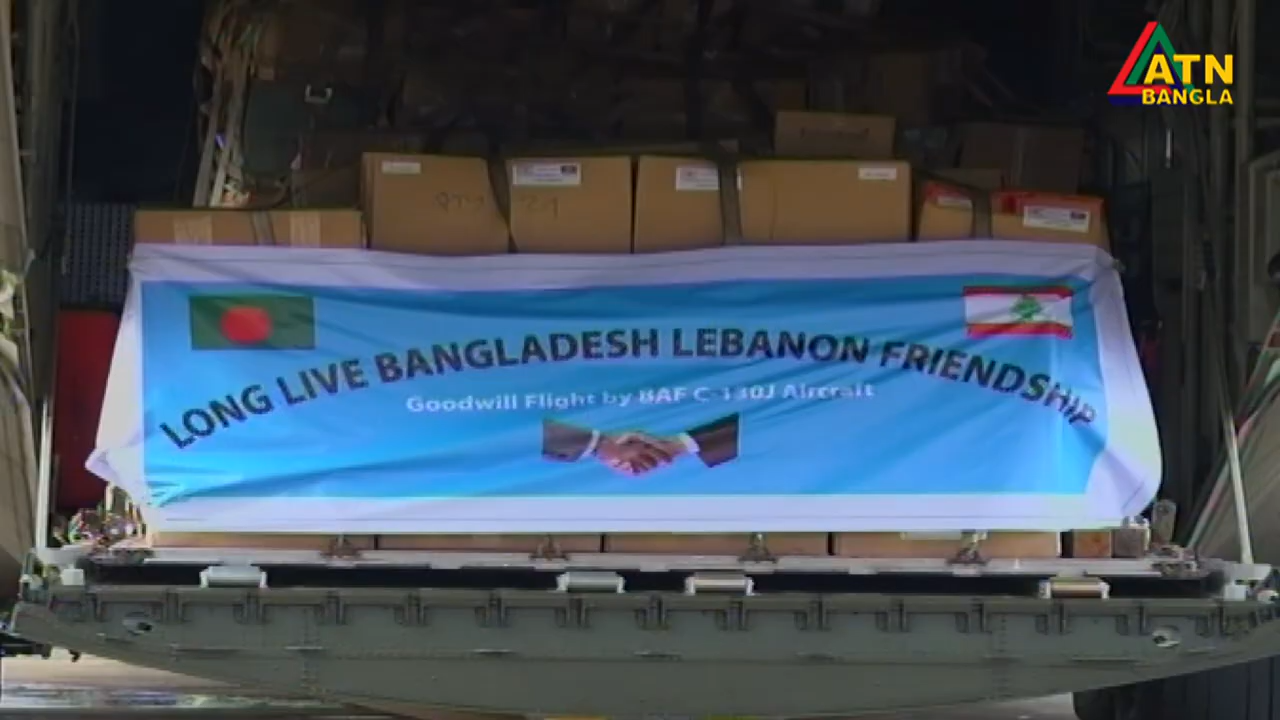 ATN
BANGLA
LONG LIVE BANGLADESH LEBANON FRIENDSHIP
Goodwill Flight by BAF C-130J Aircraft